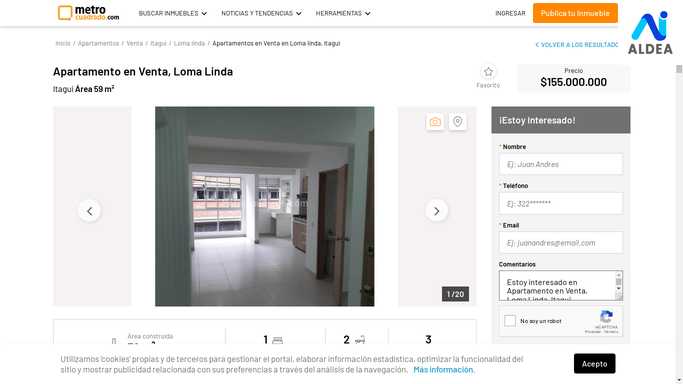 metro
cuadrado.com
BUSCAR INMUEBLES
NOTICIAS Y TENDENCIAS
HERRAMIENTAS
INGRESAR
Publica tu inmueble
AI
ALDEA
Inicio / Apartamentos / Venta / Itagui / Loma linda / Apartamentos en Venta en Loma linda, Itagui
VOLVER A LOS RESULTADO
Apartamento en Venta, Loma Linda
Itagui Área 59 m²
Favorito
Precio
$155.000.000
¡Estoy Interesado!
* Nombre
Ej: Juan Andres
* Teléfono
Ej: 322*******
* Email
Ej: juanandres@email.com
Comentarios
Estoy interesado en
Apartamento en Venta,
Loma Linda, Itagui
1 /20
No soy un robot
reCAPTCHA
Privacidad - Términos
Área construida
1
2
3
Utilizamos 'cookies' propias y de terceros para gestionar el portal, elaborar información estadística, optimizar la funcionalidad del
sitio y mostrar publicidad relacionada con sus preferencias a través del análisis de la navegación. Más información.
Acepto